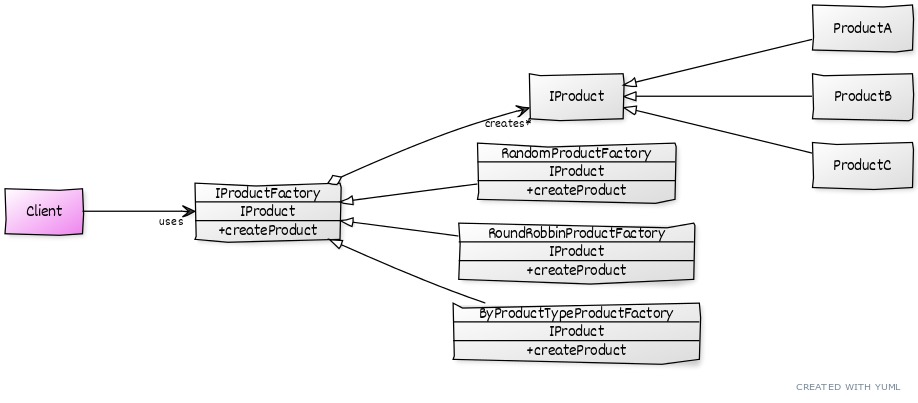 ProductA
IProduct
ProductB
creates*
ProductC
RandomProductFactory
IProduct
+createProduct
Client
uses
IProductFactory
IProduct
+createProduct
RoundRobbinProductFactory
IProduct
+createProduct
ByProductTypeProductFactory
IProduct
+createProduct
CREATED WITH YUML